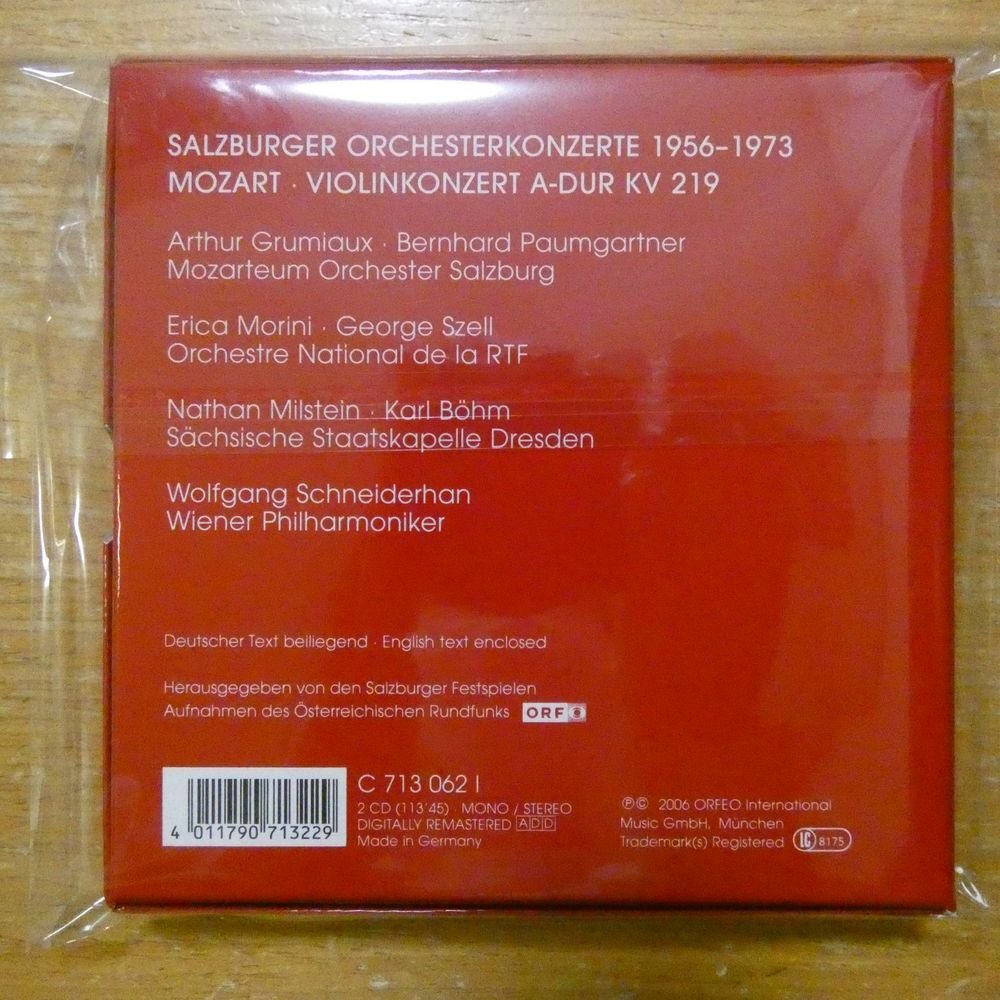 SALZBURGER ORCHESTERKONZERTE 1956–1973
MOZART · VIOLINKONZERT A-DUR KV 219
Arthur Grumiaux · Bernhard Paumgartner
Mozarteum Orchester Salzburg
Erica Morini · George Szell
Orchestre National de la RTF
Nathan Milstein · Karl Böhm
Sächsische Staatskapelle Dresden
Wolfgang Schneiderhan
Wiener Philharmoniker
Deutscher Text beiliegend · English text enclosed
Herausgegeben von den Salzburger Festspielen
Aufnahmen des Österreichischen Rundfunks ORF
4 011790 713229
C 713 062 I
2 CD (113'45) · MONO / STEREO
DIGITALLY REMASTERED ADD
Made in Germany
℗© 2006 ORFEO International
Music GmbH, München
Trademark(s) Registered LC 8175